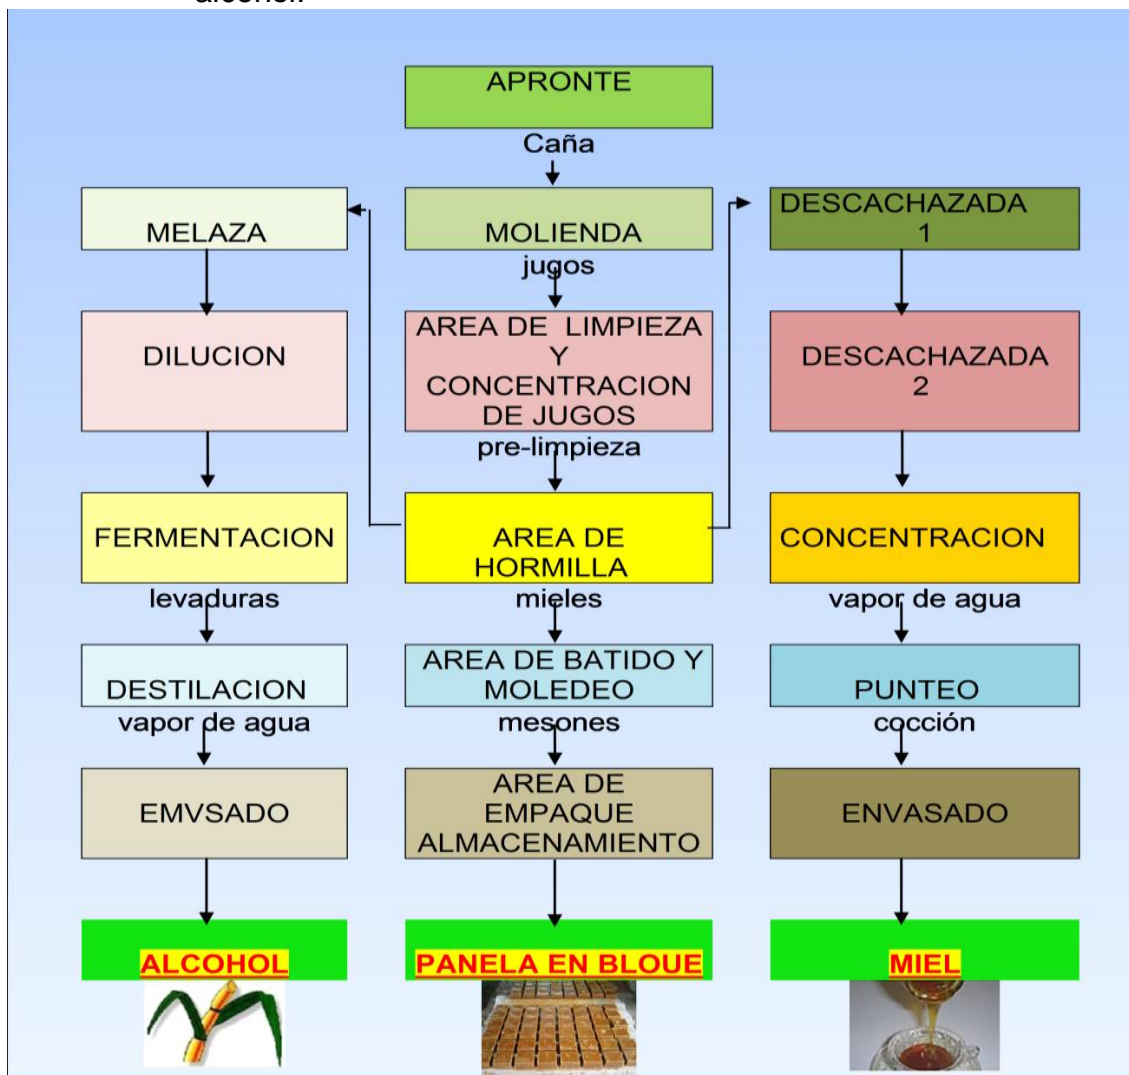 alcohol.
APRONTE
Caña
MELAZA
MOLIENDA
jugos
DESCACHAZADA
1
DILUCION
AREA DE LIMPIEZA
Y
CONCENTRACION
DE JUGOS
pre-limpieza
DESCACHAZADA
2
FERMENTACION
levaduras
AREA DE
HORMILLA
mieles
CONCENTRACION
vapor de agua
DESTILACION
vapor de agua
AREA DE BATIDO Y
MOLEDEO
mesones
PUNTEO
cocción
EMVSADO
AREA DE
EMPAQUE
ALMACENAMIENTO
ENVASADO
ALCOHOL
PANELA EN BLOUE
MIEL